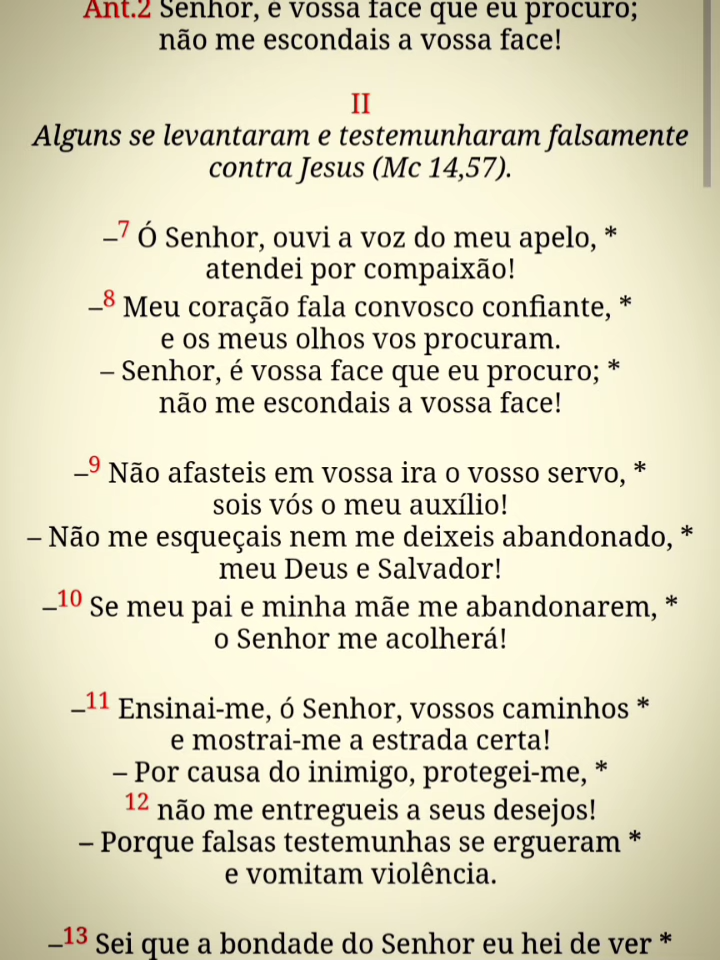 Ant.2 Senhor, é vossa face que eu procuro;
não me escondais a vossa face!
II
Alguns se levantaram e testemunharam falsamente
contra Jesus (Mc 14,57).
–7 Ó Senhor, ouvi a voz do meu apelo, *
atendei por compaixão!
–8 Meu coração fala convosco confiante, *
e os meus olhos vos procuram.
– Senhor, é vossa face que eu procuro; *
não me escondais a vossa face!
–9 Não afasteis em vossa ira o vosso servo, *
sois vós o meu auxílio!
– Não me esqueçais nem me deixeis abandonado, *
meu Deus e Salvador!
–10 Se meu pai e minha mãe me abandonarem, *
o Senhor me acolherá!
–11 Ensinai-me, ó Senhor, vossos caminhos *
e mostrai-me a estrada certa!
– Por causa do inimigo, protegei-me, *
12 não me entregueis a seus desejos!
– Porque falsas testemunhas se ergueram *
e vomitam violência.
–13 Sei que a bondade do Senhor eu hei de ver *